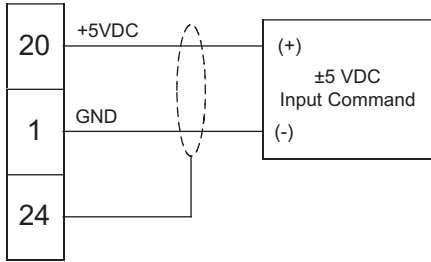 20
+5VDC
(+)
±5 VDC
Input Command
1
GND
(-)
24